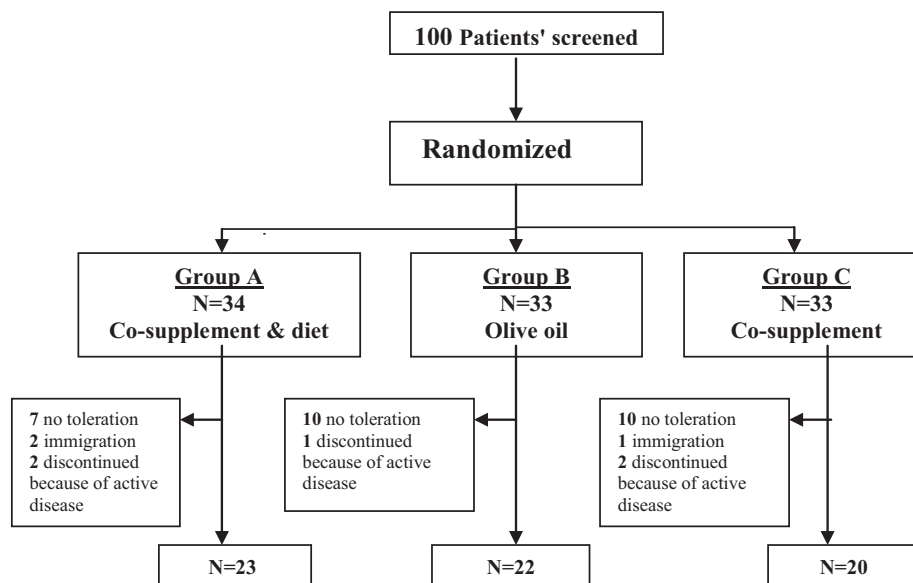 100 Patients' screened
Randomized
Group A
N=34
Co-supplement & diet
Group B
N=33
Olive oil
Group C
N=33
Co-supplement
7 no toleration
2 immigration
2 discontinued
because of active
disease
10 no toleration
1 discontinued
because of active
disease
10 no toleration
1 immigration
2 discontinued
because of active
disease
N=23
N=22
N=20